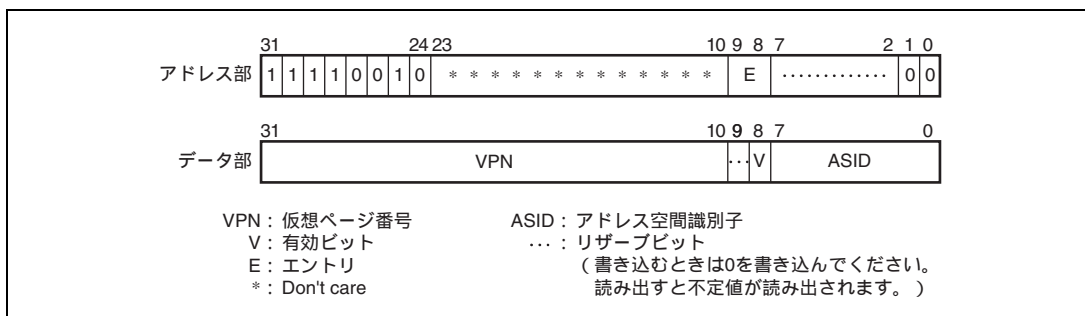 31 24 23 10 9 8 7 2 1 0
アドレス部 1 1 1 1 0 0 1 0 * * * * * * * * * * * * * E ............. 0 0
31 10 9 8 7 0
データ部 VPN ... V ASID
VPN : 仮想ページ番号 ASID : アドレス空間識別子
V : 有効ビット ... : リザーブビット
E : エントリ (書き込むときは0を書き込んでください。
* : Don't care 読み出すと不定値が読み出されます。)